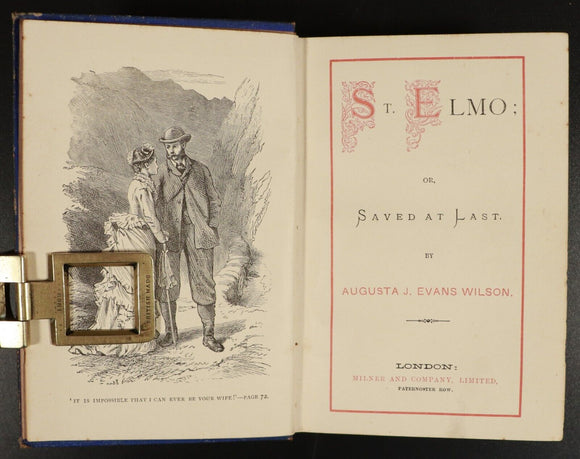 'IT IS IMPOSSIBLE THAT I CAN EVER BE YOUR WIFE!'—PAGE 72.
BRITISH MADE
ST. ELMO;
OR,
SAVED AT LAST.
BY
AUGUSTA J. EVANS WILSON.
LONDON:
MILNER AND COMPANY, LIMITED,
PATERNOSTER ROW.